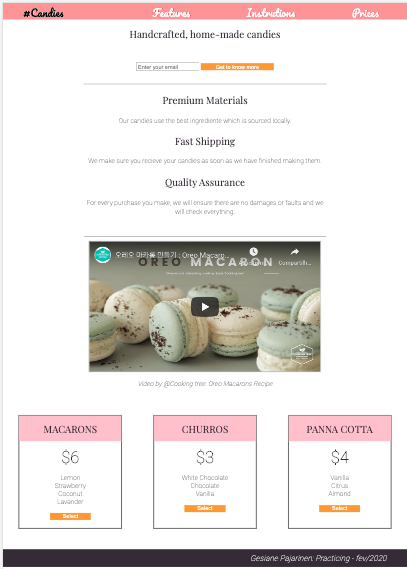 #Candies Features Instrutions Prices
Handcrafted, home-made candies
Enter your email Get to know more
Premium Materials
Our candies use the best ingrediente which is sourced locally.
Fast Shipping
We make sure you recieve your candies as soon as we have finished making them.
Quality Assurance
For every purchase you make, we will ensure there are no damages or faults and we
will check everything.
오레오 마카롱 만들기 : Oreo Macaro...
OREO MACARON
Compartilh...
Video by @Cooking tree: Oreo Macarons Recipe
MACARONS
$6
Lemon
Strawberry
Coconut
Lavander
Select
CHURROS
$3
White Chocolate
Chocolate
Vanilla
Select
PANNA COTTA
$4
Vanilla
Citrus
Almond
Select
Gesiane Pajarinen: Practicing - fev/2020